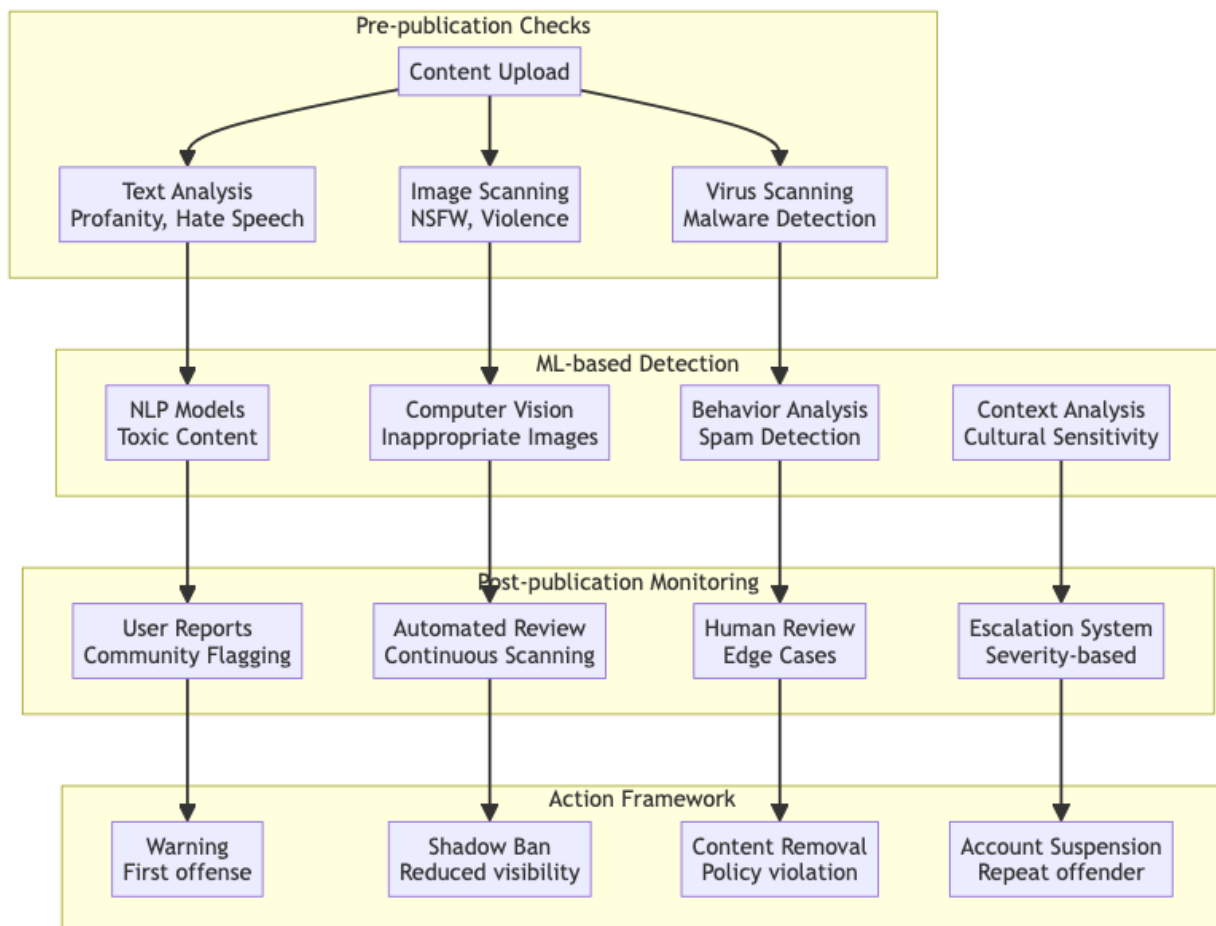 Pre-publication Checks
Content Upload
Text Analysis
Profanity, Hate Speech
Image Scanning
NSFW, Violence
Virus Scanning
Malware Detection
ML-based Detection
NLP Models
Toxic Content
Computer Vision
Inappropriate Images
Behavior Analysis
Spam Detection
Context Analysis
Cultural Sensitivity
Post-publication Monitoring
User Reports
Community Flagging
Automated Review
Continuous Scanning
Human Review
Edge Cases
Escalation System
Severity-based
Action Framework
Warning
First offense
Shadow Ban
Reduced visibility
Content Removal
Policy violation
Account Suspension
Repeat offender